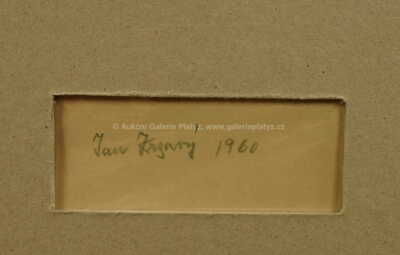 © Aukční Galerie Platýz, www.galerieplatyz.cz
Jan Zrzavý 1960